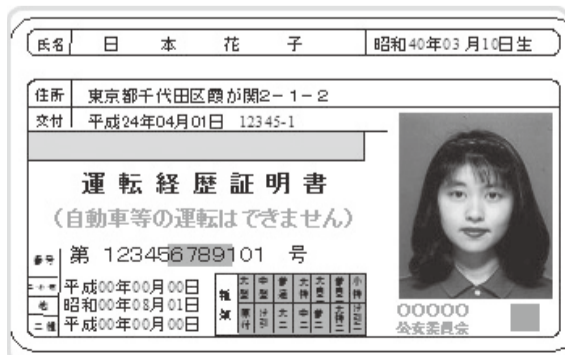 氏名 日本花子 昭和40年03月10日生
住所 東京都千代田区霞が関2-1-2
交付 平成24年04月01日 12345-1
運転経歴証明書
(自動車等の運転はできません)
番号 第 123456789101 号
二・小・原 平成00年00月00日
他 昭和00年08月01日
二種 平成00年00月00日
種類 大型 中型 普通 大特 大自二 普自二 小特
原付 け引 大二 中二 普二 大特二 け引二
00000
公安委員会